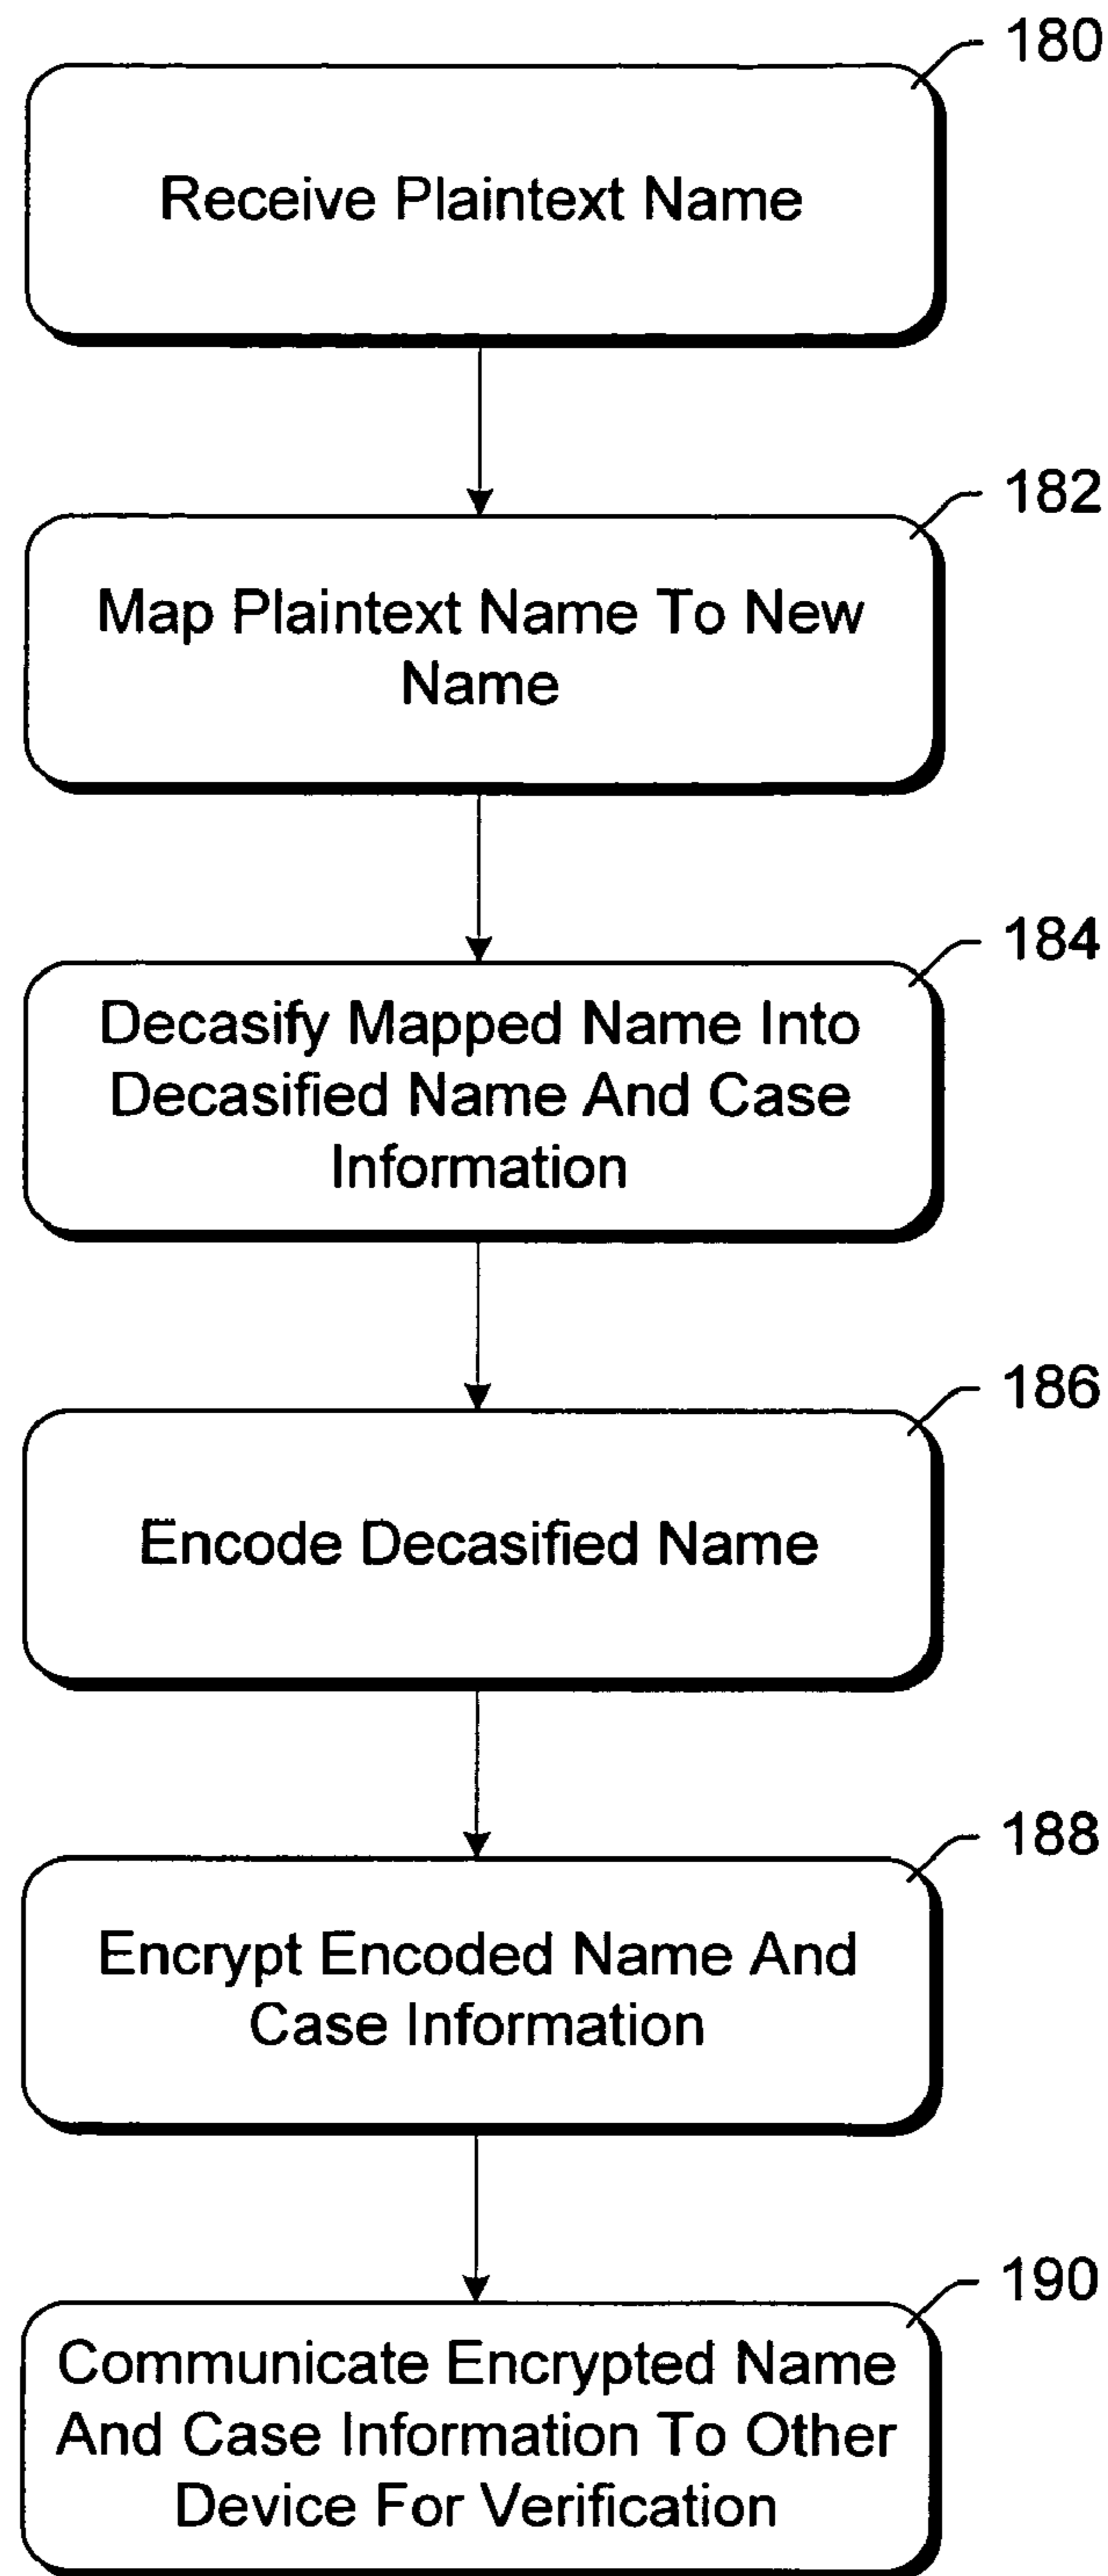 180
Receive Plaintext Name
182
Map Plaintext Name To New
Name
184
Decasify Mapped Name Into
Decasified Name And Case
Information
186
Encode Decasified Name
188
Encrypt Encoded Name And
Case Information
190
Communicate Encrypted Name
And Case Information To Other
Device For Verification